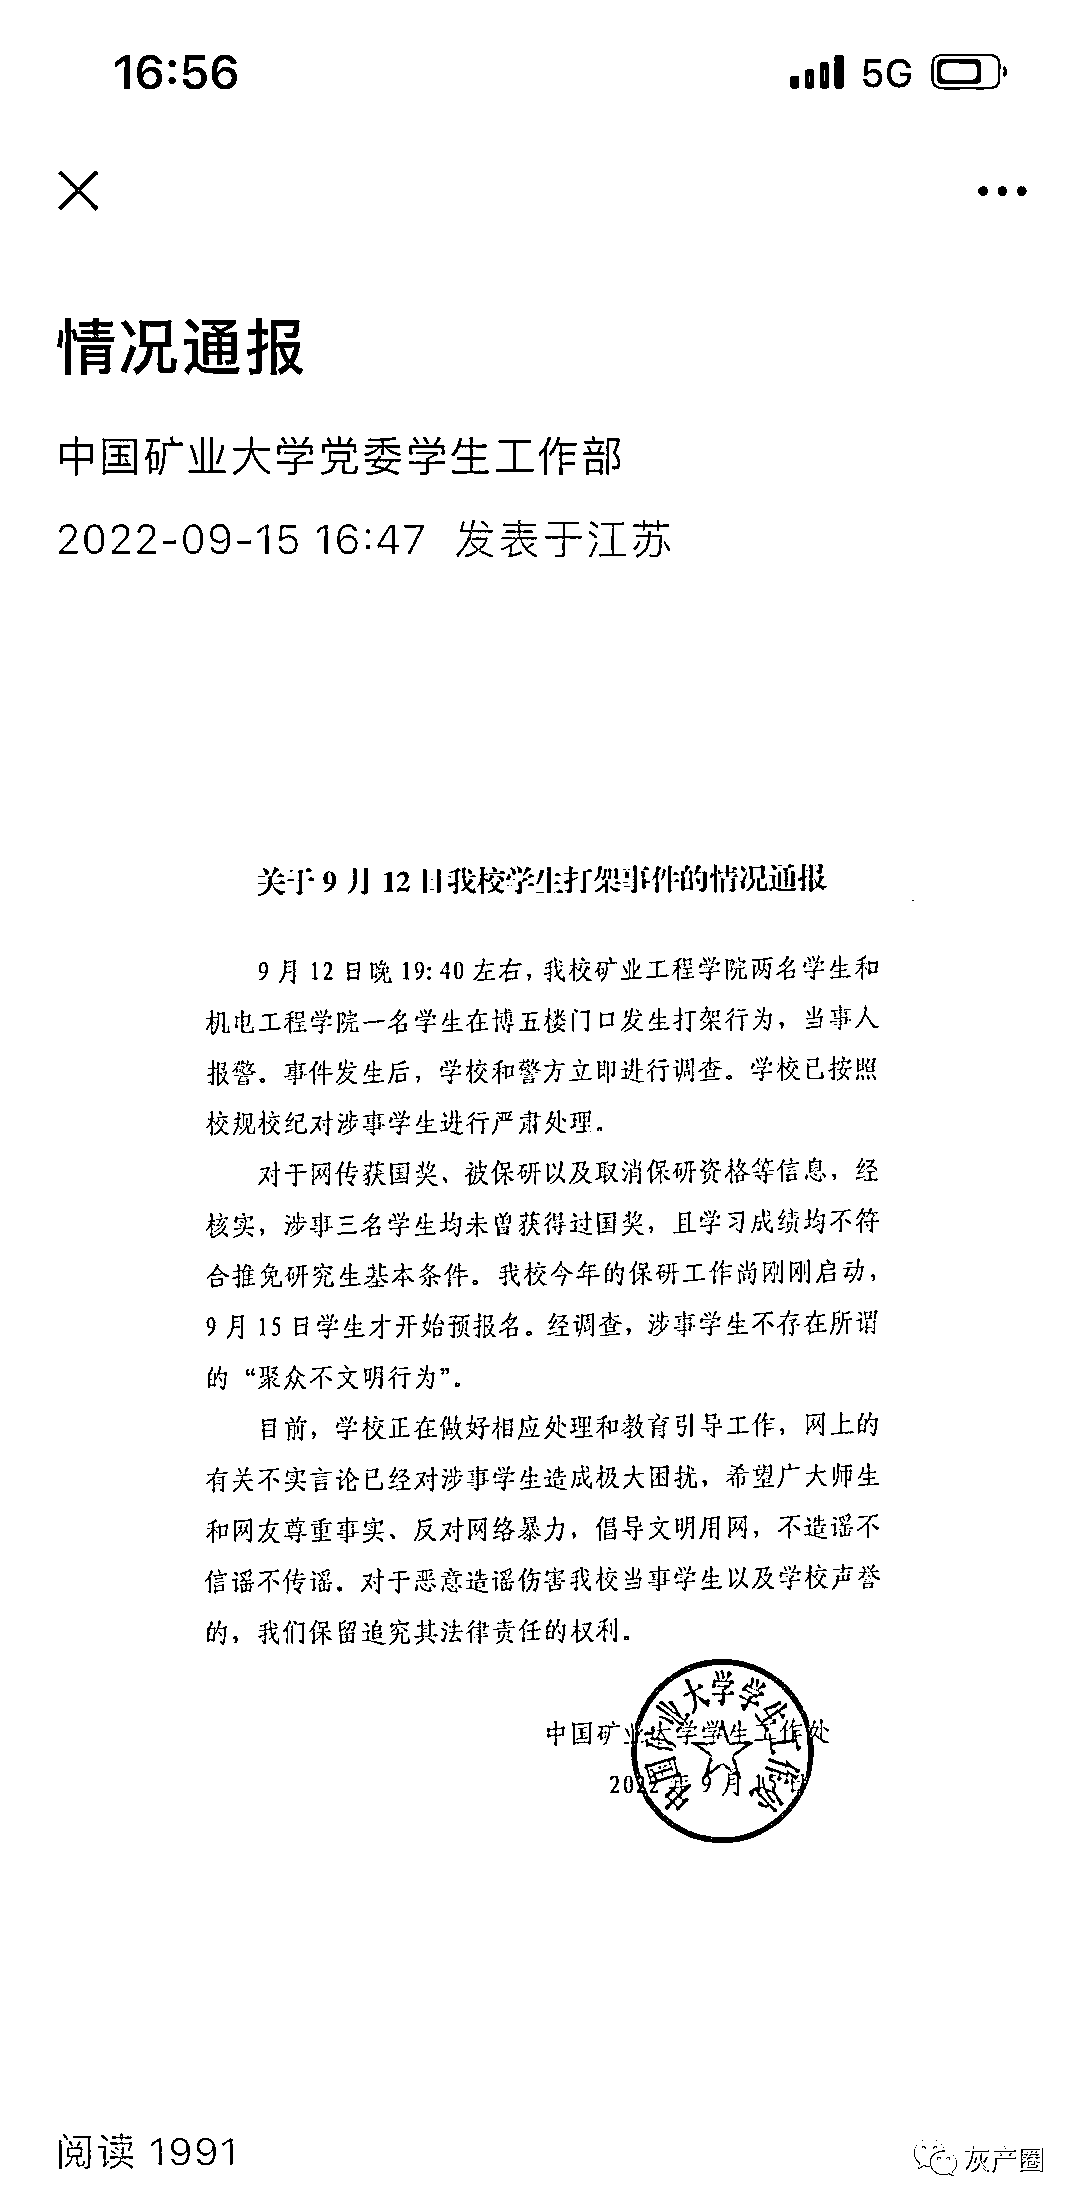 16:56
5G
情况通报
中国矿业大学党委学生工作部
2022-09-15 16:47 发表于江苏
关于 9 月 12 日我校学生打架事件的情况通报
9 月 12 日晚 19:40 左右，我校矿业工程学院两名学生和
机电工程学院一名学生在博五楼门口发生打架行为，当事人
报警。事件发生后，学校和警方立即进行调查。学校已按照
校规校纪对涉事学生进行严肃处理。
对于网传获国奖、被保研以及取消保研资格等信息，经
核实，涉事三名学生均未曾获得过国奖，且学习成绩均不符
合推免研究生基本条件。我校今年的保研工作尚刚刚启动，
9 月 15 日学生才开始预报名。经调查，涉事学生不存在所谓
的“聚众不文明行为”。
目前，学校正在做好相应处理和教育引导工作，网上的
有关不实言论已经对涉事学生造成极大困扰，希望广大师生
和网友尊重事实、反对网络暴力，倡导文明用网，不造谣不
信谣不传谣。对于恶意造谣伤害我校当事学生以及学校声誉
的，我们保留追究其法律责任的权利。
中国矿业大学学生工作处
中国矿业大学学生工作处
2022 年 9 月 15 日
阅读 1991
灰产圈